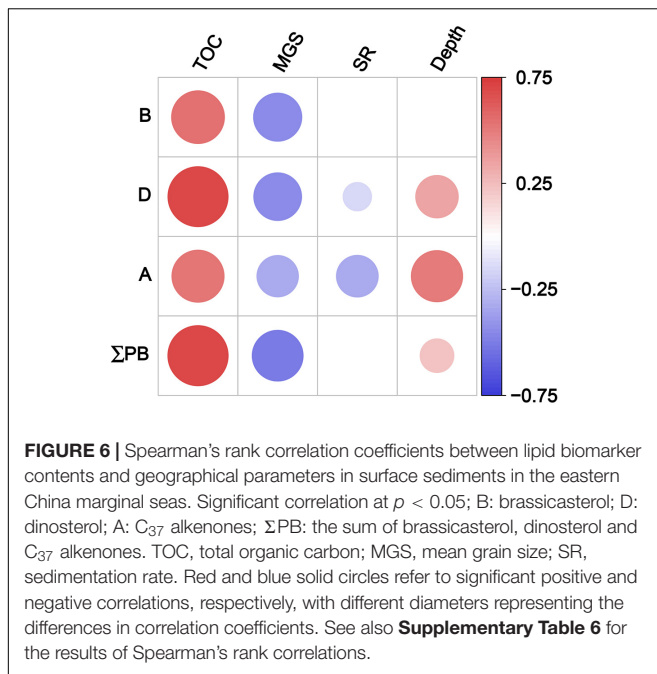 TOC MGS SR Depth
B
D
A
ΣPB
0.75
0.25
−0.25
−0.75
FIGURE 6 | Spearman's rank correlation coefficients between lipid biomarker
contents and geographical parameters in surface sediments in the eastern
China marginal seas. Significant correlation at p < 0.05; B: brassicasterol; D:
dinosterol; A: C37 alkenones; ΣPB: the sum of brassicasterol, dinosterol and
C37 alkenones. TOC, total organic carbon; MGS, mean grain size; SR,
sedimentation rate. Red and blue solid circles refer to significant positive and
negative correlations, respectively, with different diameters representing the
differences in correlation coefficients. See also Supplementary Table 6 for
the results of Spearman's rank correlations.